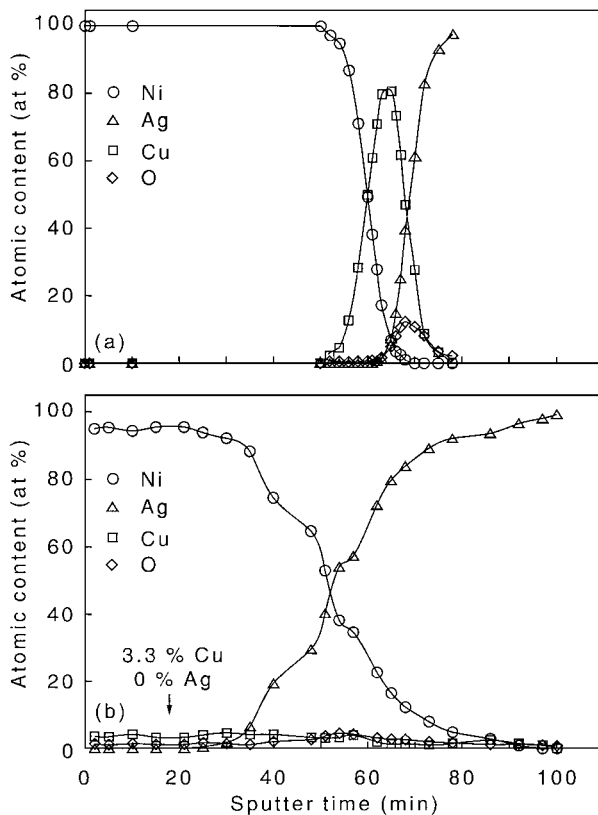 100
80
60
40
20
0
Atomic content (at %)
Ni
Ag
Cu
O
(a)
100
80
60
40
20
0
Atomic content (at %)
Ni
Ag
Cu
O
3.3 % Cu
0 % Ag
(b)
0 20 40 60 80 100
Sputter time (min)